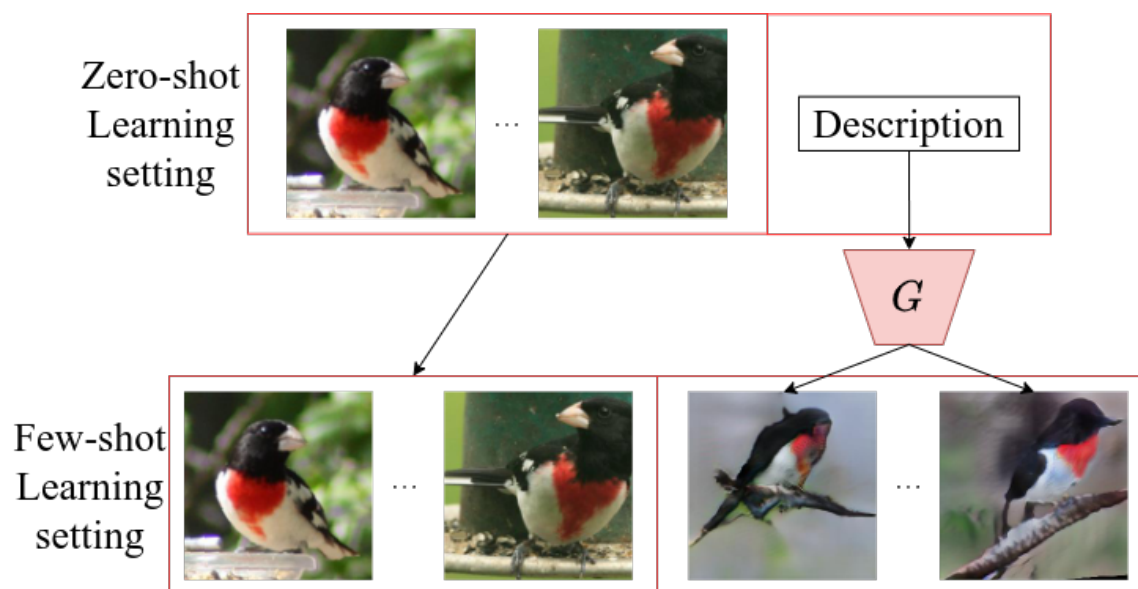 Zero-shot
Learning
setting
...
Description
G
Few-shot
Learning
setting
...
...